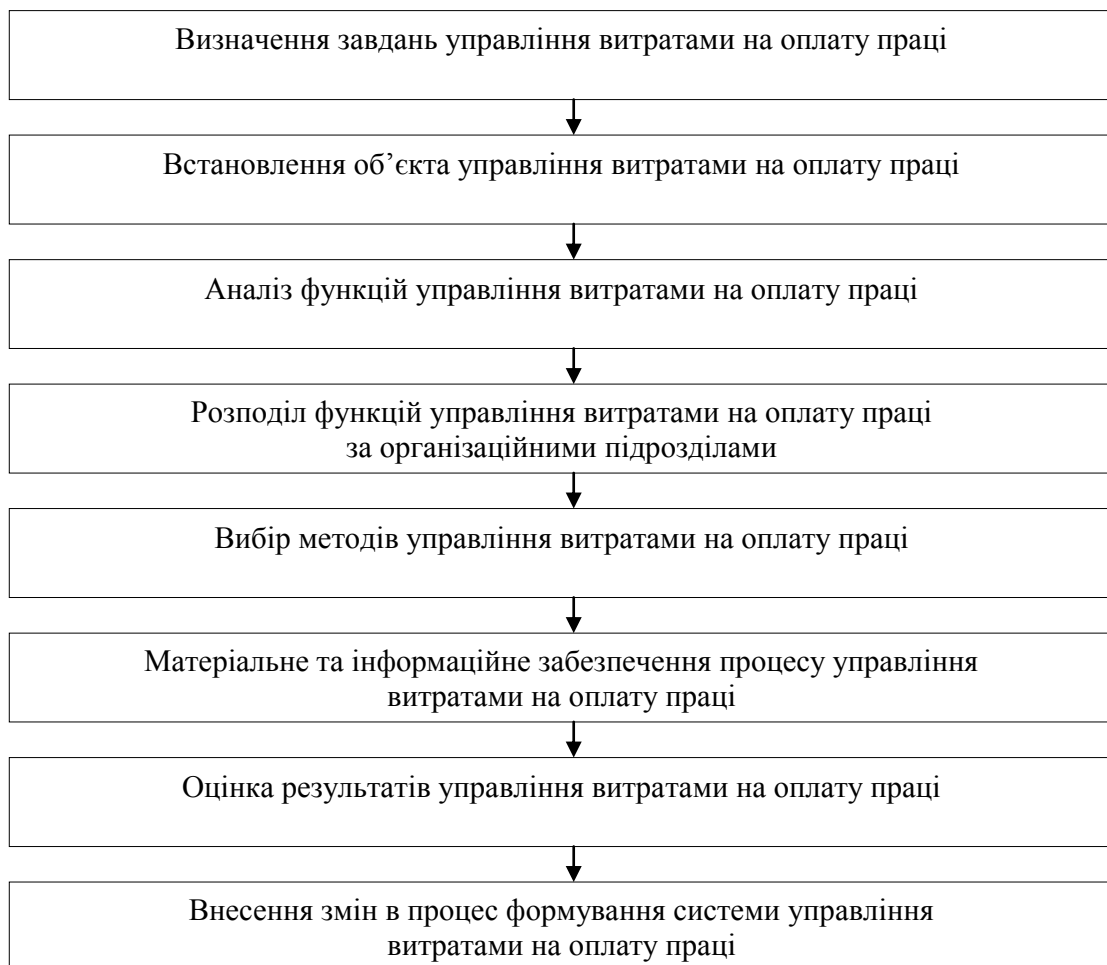 Визначення завдань управління витратами на оплату праці
Встановлення об’єкта управління витратами на оплату праці
Аналіз функцій управління витратами на оплату праці
Розподіл функцій управління витратами на оплату праці
за організаційними підрозділами
Вибір методів управління витратами на оплату праці
Матеріальне та інформаційне забезпечення процесу управління
витратами на оплату праці
Оцінка результатів управління витратами на оплату праці
Внесення змін в процес формування системи управління
витратами на оплату праці